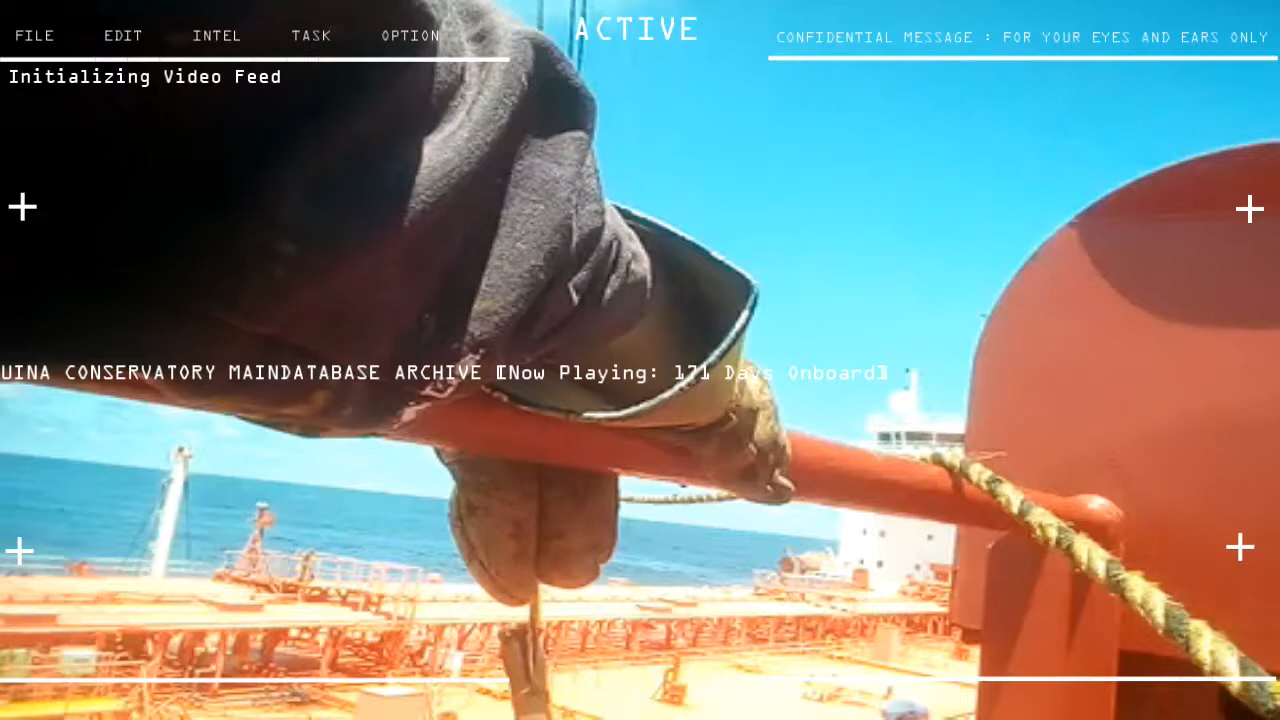 FILE EDIT INTEL TASK OPTION
ACTIVE
CONFIDENTIAL MESSAGE : FOR YOUR EYES AND EARS ONLY
Initializing Video Feed
UINA CONSERVATORY MAINDATABASE ARCHIVE [Now Playing: 171 Days Onboard]